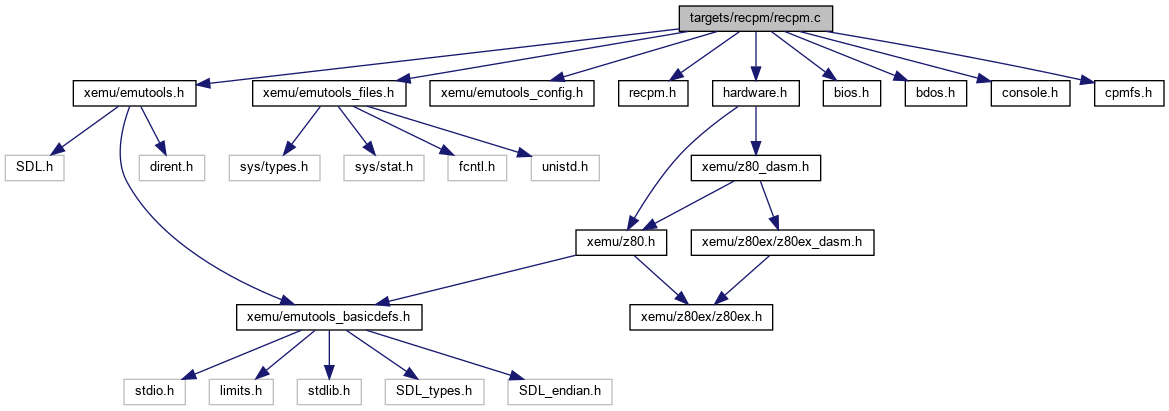 targets/recpm/recpm.c
xemu/emutools.h
xemu/emutools_files.h
xemu/emutools_config.h
recpm.h
hardware.h
bios.h
bdos.h
console.h
cpmfs.h
SDL.h
dirent.h
sys/types.h
sys/stat.h
fcntl.h
unistd.h
xemu/z80_dasm.h
xemu/z80.h
xemu/z80ex/z80ex_dasm.h
xemu/emutools_basicdefs.h
xemu/z80ex/z80ex.h
stdio.h
limits.h
stdlib.h
SDL_types.h
SDL_endian.h